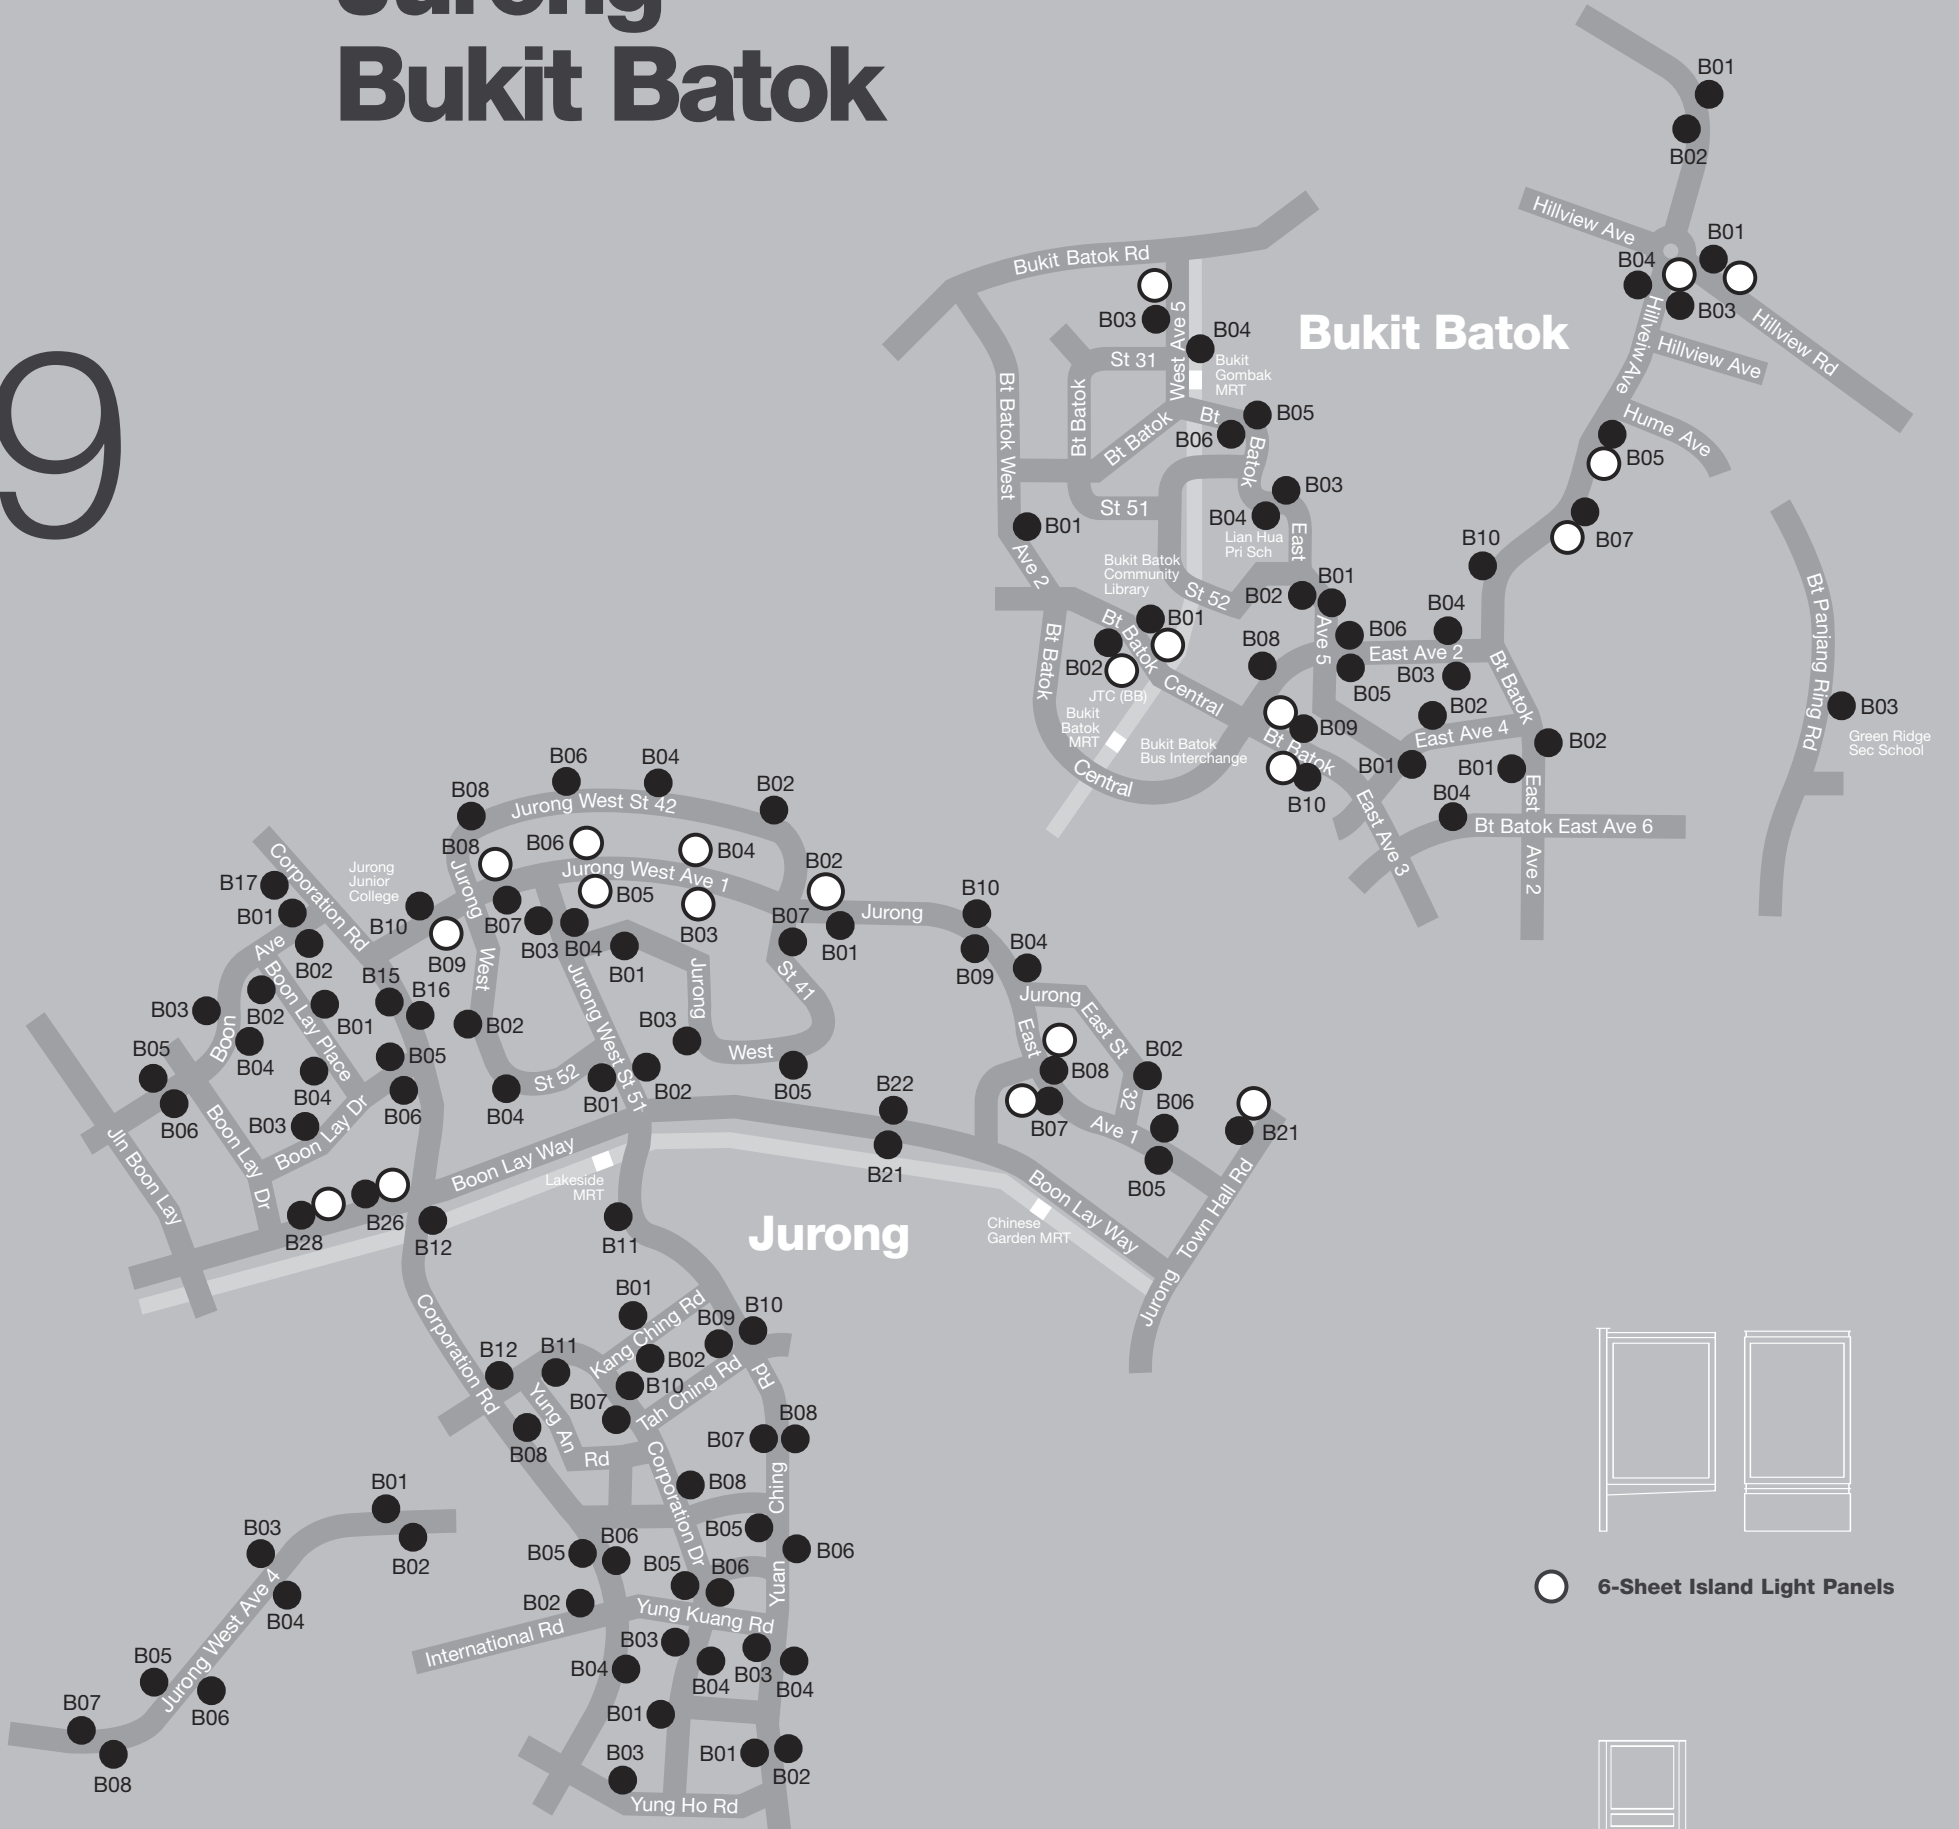 Jurong
Bukit Batok
9
B01
B02
Hillview Ave
B01
B04
B03
Hillview Rd
Hillview Ave
Hillveiw Ave
Hume Ave
B05
B07
B10
Bukit Batok Rd
B03
West Ave 5
B04
Bukit
Gombak
MRT
Bukit Batok
St 31
Bt Batok West
Bt Batok
Bt Batok
Bt
B05
B06
Batok
B03
B04
Lian Hua
Pri Sch
East
St 51
B01
Ave 2
Bukit Batok
Community
Library
St 52
B02
B01
Ave 5
B01
Bt Batok
B02
JTC (BB)
Bt Batok
Central
Bukit
Batok
MRT
Bukit Batok
Bus Interchange
Central
B08
B06
East Ave 2
B04
B05
B03
B02
Bt Batok
East Ave 4
B09
Bt Batok
B10
B01
B01
B02
B04
East
Bt Batok East Ave 6
East Ave 3
Ave 2
Bt Panjang Ring Rd
B03
Green Ridge
Sec School
B06
B04
B02
B08
Jurong West St 42
B08
B06
B04
B02
Jurong West Ave 1
B05
B03
Corporation Rd
Jurong
Junior
College
B17
B01
B10
B09
Jurong
B07
B03
B04
B01
B07
B01
Jurong
B10
B09
B04
Ave
B02
B15
B16
West
Jurong West St 51
Jurong
St 41
Boon Lay Place
B03
B02
B01
B02
B03
West
B05
Boon
B04
B05
B05
B04
B06
B04
St 52
B01
B02
B06
Boon Lay Dr
B03
Boon Lay Dr
Jln Boon Lay
Jurong
East
East St
32
B08
B02
B07
Ave 1
B06
B05
B21
B22
B21
Boon Lay Way
Lakeside
MRT
B28
B26
B12
B11
Jurong
Boon Lay Way
Chinese
Garden MRT
Jurong
Town Hall Rd
Corporation Rd
B01
Kang Ching Rd
B09
B10
B12
B11
B02
B10
Tah Ching Rd
Rd
B07
Yung
An
Rd
B08
B07
B08
Corporation Dr
B08
Ching
B05
B06
B05
B06
B05
B06
Yuan
B02
Yung Kuang Rd
International Rd
B03
B04
B04
B03
B04
B01
B03
B01
B02
Yung Ho Rd
B01
B02
B03
B04
Jurong West Ave 4
B05
B06
B07
B08
6-Sheet Island Light Panels